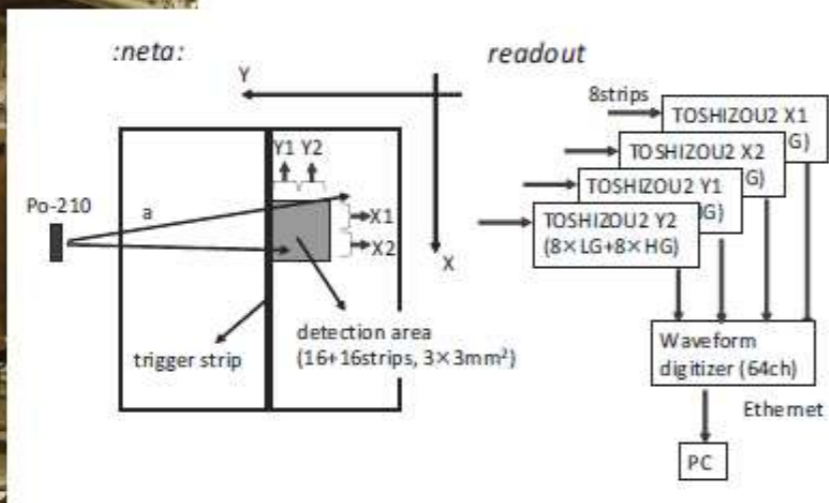 :neta:
readout
Y
8strips
TOSHIZOU2 X1
G)
TOSHIZOU2 X2
G)
TOSHIZOU2 Y1
G)
TOSHIZOU2 Y2
(8×LG+8×HG)
Y1 Y2
Po-210
a
X1
X2
X
detection area
(16+16strips, 3×3mm²)
trigger strip
Waveform
digitizer (64ch)
Ethernet
PC